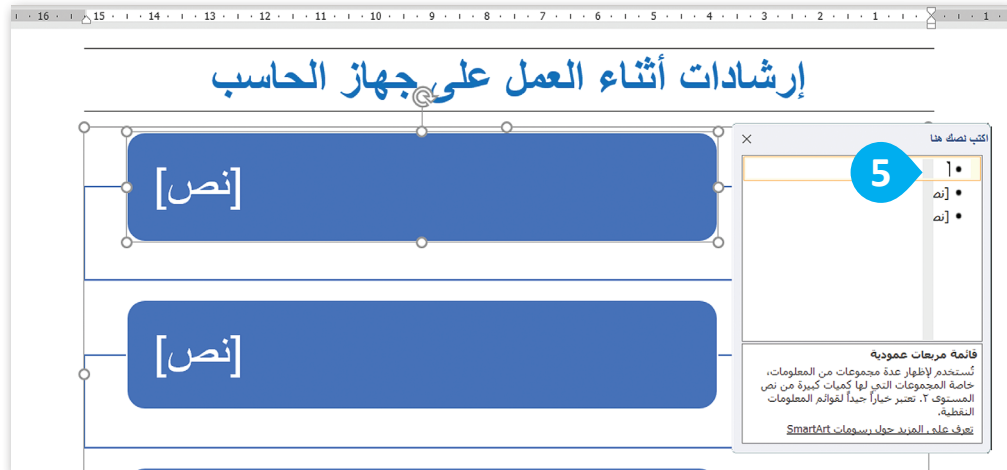 16 15 14 13 12 11 10 9 8 7 6 5 4 3 2 1 1
إرشادات أثناء العمل على جهاز الحاسب
[نص]
[نص]
اكتب نصك هنا
5
[نص
[نص
قائمة مربعات عمودية
تُستخدم لإظهار عدة مجموعات من المعلومات،
خاصة المجموعات التي لها كميات كبيرة من نص
المستوى ٢. تعتبر خياراً جيداً لقوائم المعلومات
النقطية.
تعرف على المزيد حول رسومات SmartArt